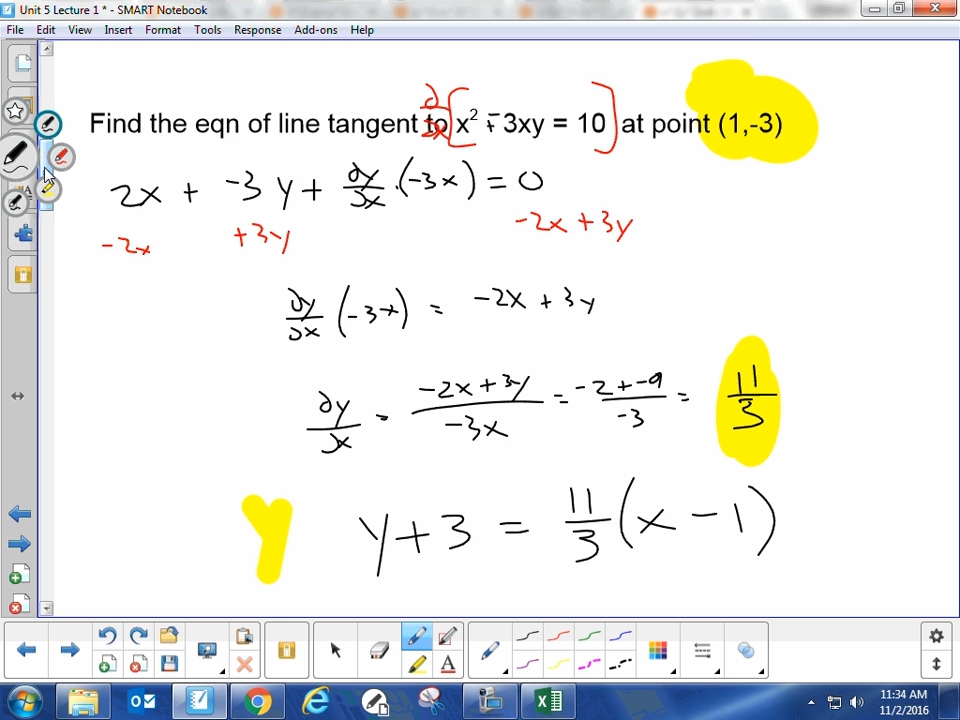 Unit 5 Lecture 1 * - SMART Notebook
File Edit View Insert Format Tools Response Add-ons Help
Find the eqn of line tangent to x² - 3xy = 10 at point (1,-3)
2x + -3y + dy/dx · (-3x) = 0
-2x +3y -2x + 3y
dy/dx (-3x) = -2x + 3y
dy/dx = -2x + 3y / -3x = -2 + -9 / -3 = 11/3
y + 3 = 11/3 (x - 1)
A
11:34 AM
11/2/2016